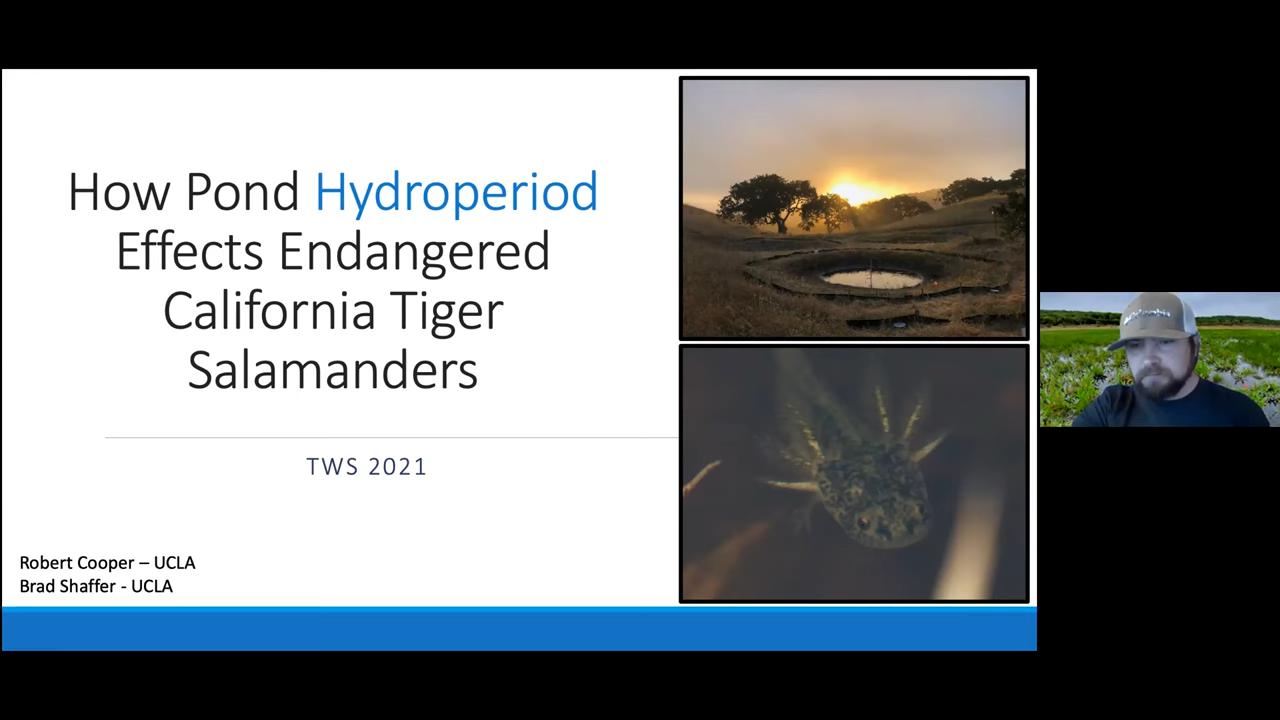 How Pond Hydroperiod
Effects Endangered
California Tiger
Salamanders
TWS 2021
Robert Cooper – UCLA
Brad Shaffer - UCLA